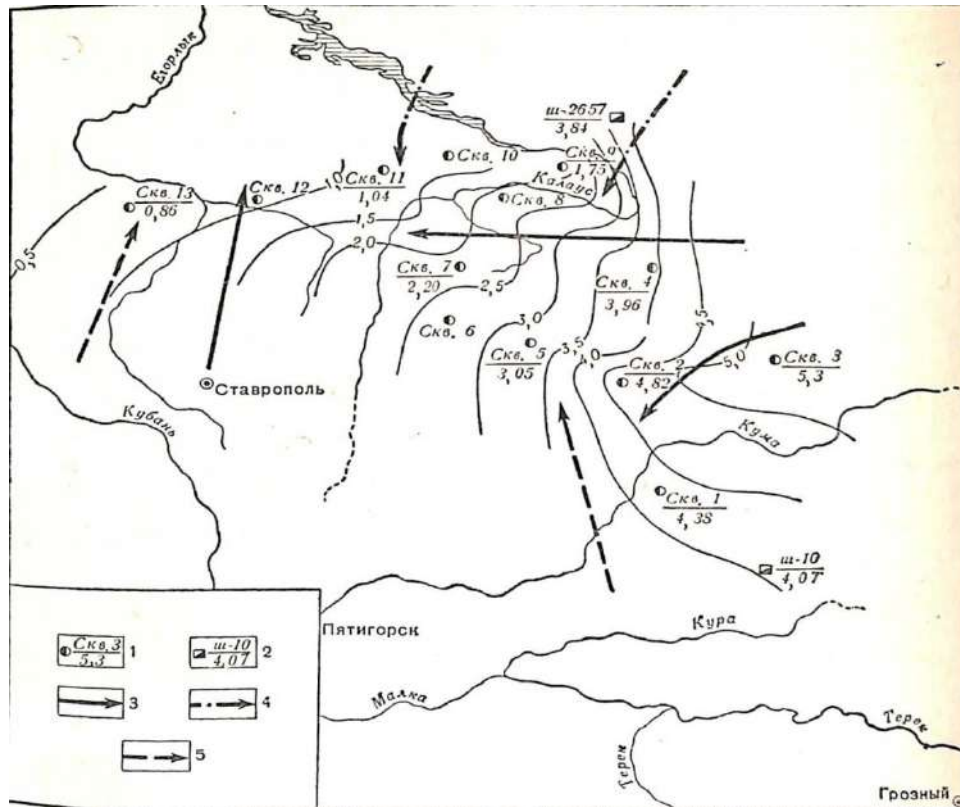 Егорлык
ш-2657
3,84
Скв. 10
Скв. 9
1,75
Скв. 11
1,04
1,0
Калаус
Скв. 12
Скв. 8
Скв. 13
0,86
1,5
2,0
0,5
Скв. 7
2,20
2,5
Скв. 4
3,96
3,0
4,5
Скв. 6
Скв. 5
3,05
3,5
4,0
5,0
Скв. 3
5,3
Скв. 2
4,82
Ставрополь
Кубань
Кума
Скв. 1
4,38
ш-10
4,07
Пятигорск
Кура
Малка
Терек
Терек
Грозный
Скв. 3
5,3
1
ш-10
4,07
2
3
4
5